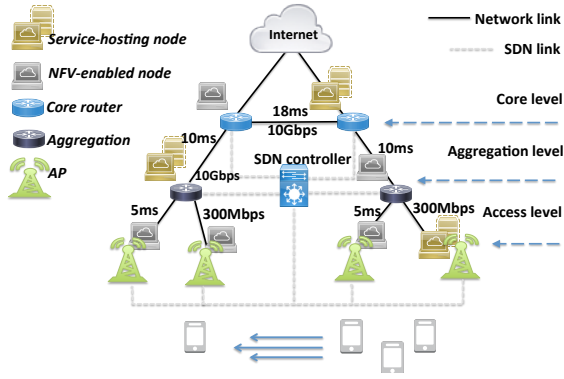 Service-hosting node
NFV-enabled node
Core router
Aggregation
AP
Internet
Network link
SDN link
18ms
10Gbps
Core level
10ms
SDN controller
10ms
Aggregation level
10Gbps
5ms
300Mbps
5ms
300Mbps
Access level